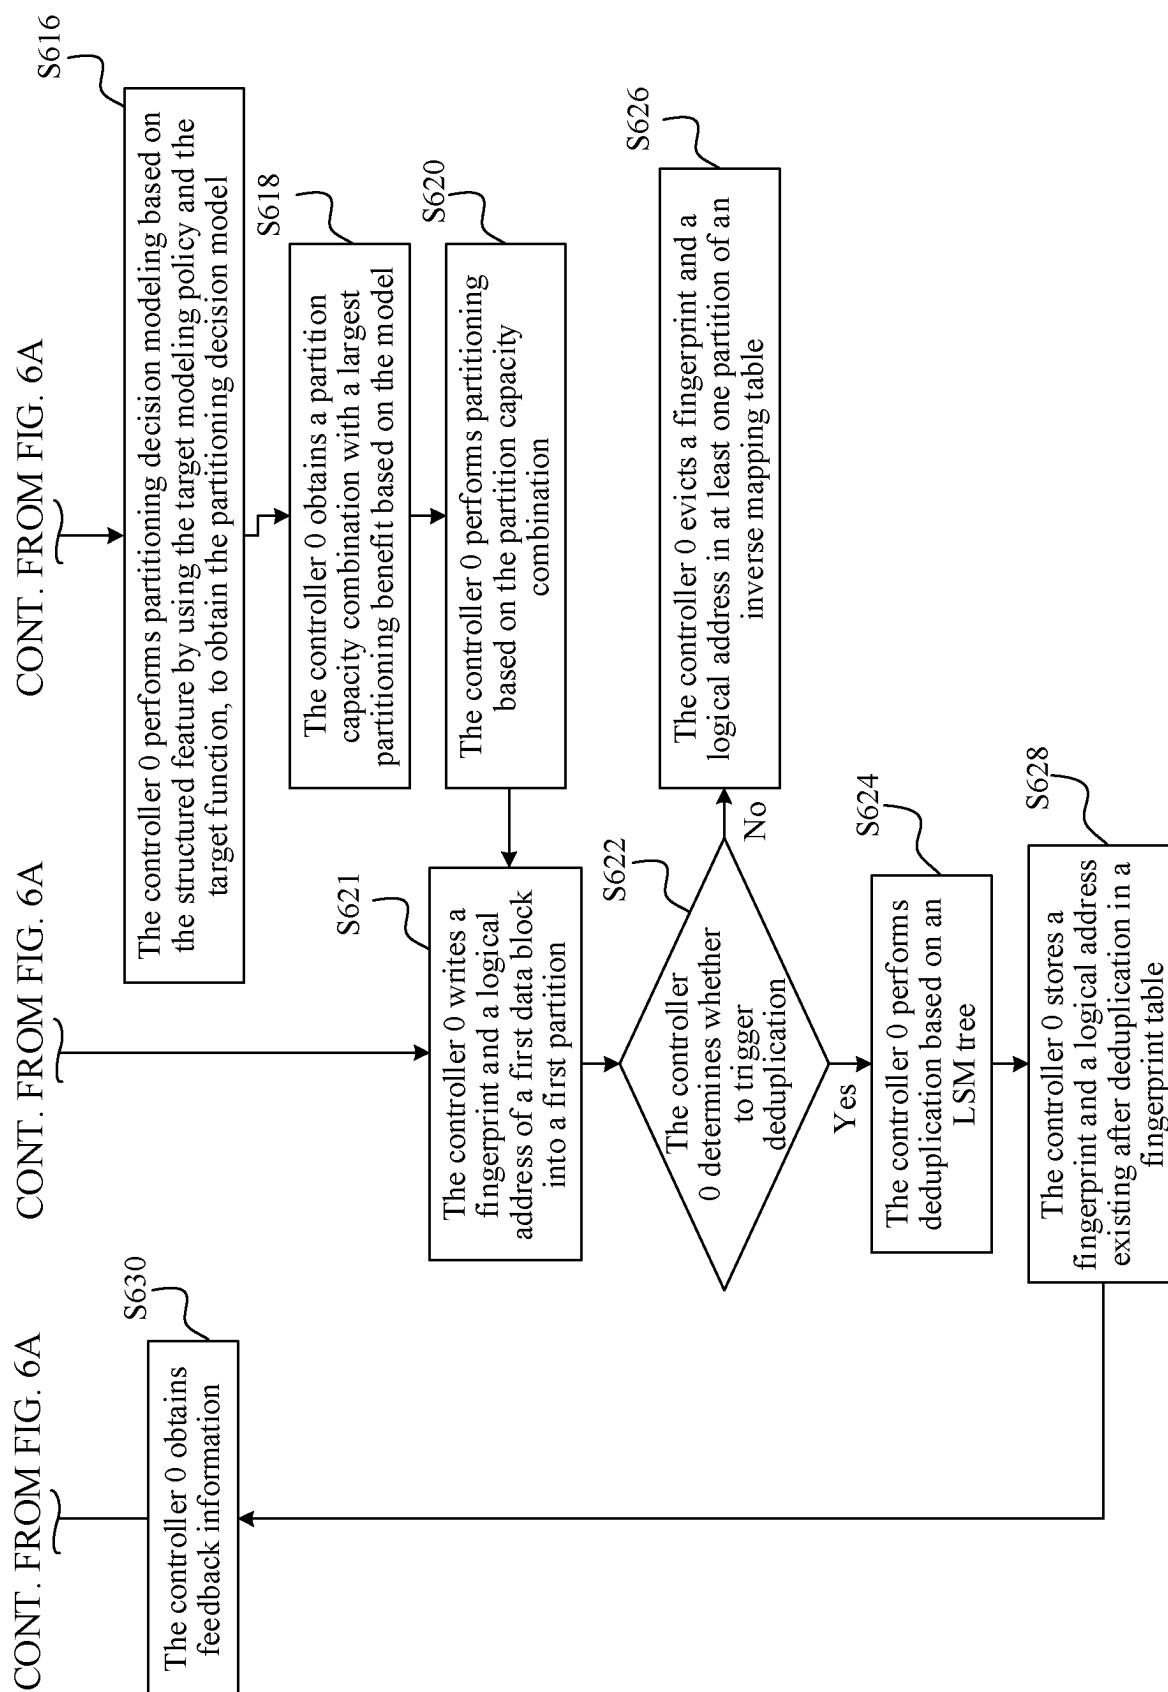 CONT. FROM FIG. 6A
CONT. FROM FIG. 6A
CONT. FROM FIG. 6A
S616
The controller 0 performs partitioning decision modeling based on
the structured feature by using the target modeling policy and the
target function, to obtain the partitioning decision model
S618
The controller 0 obtains a partition
capacity combination with a largest
partitioning benefit based on the model
S620
The controller 0 performs partitioning
based on the partition capacity
combination
S621
The controller 0 writes a
fingerprint and a logical
address of a first data block
into a first partition
S622
The controller
0 determines whether
to trigger
deduplication
No
Yes
S626
The controller 0 evicts a fingerprint and a
logical address in at least one partition of an
inverse mapping table
S624
The controller 0 performs
deduplication based on an
LSM tree
S628
The controller 0 stores a
fingerprint and a logical address
existing after deduplication in a
fingerprint table
S630
The controller 0 obtains
feedback information